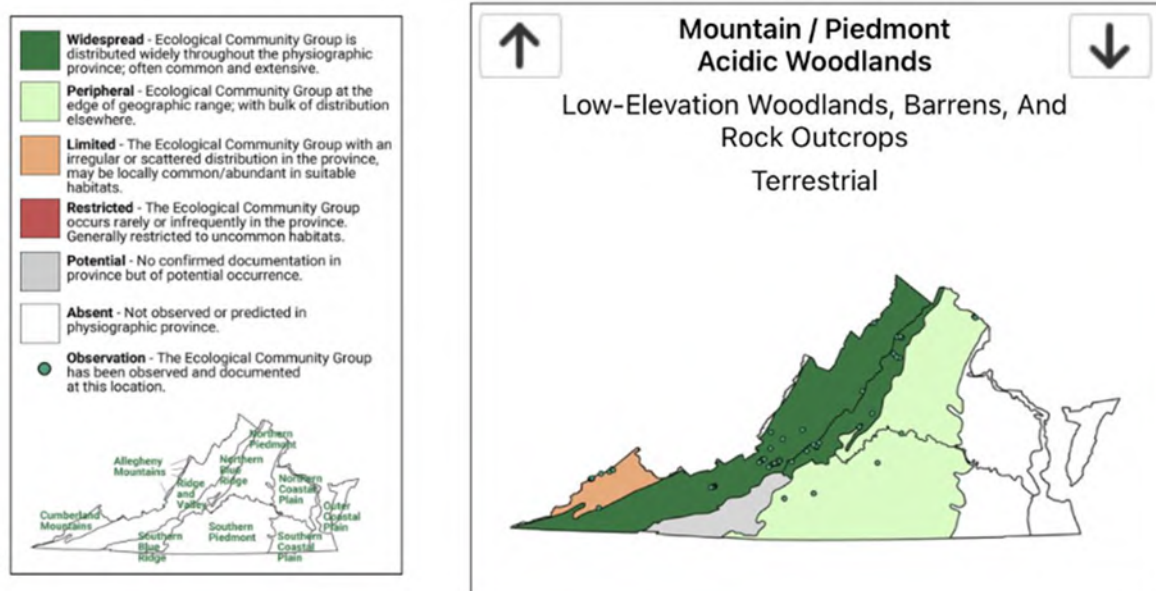 Widespread - Ecological Community Group is
distributed widely throughout the physiographic
province; often common and extensive.
Peripheral - Ecological Community Group at the
edge of geographic range; with bulk of distribution
elsewhere.
Limited - The Ecological Community Group with an
irregular or scattered distribution in the province,
may be locally common/abundant in suitable
habitats.
Restricted - The Ecological Community Group
occurs rarely or infrequently in the province.
Generally restricted to uncommon habitats.
Potential - No confirmed documentation in
province but of potential occurrence.
Absent - Not observed or predicted in
physiographic province.
Observation - The Ecological Community Group
has been observed and documented
at this location.
Northern
Piedmont
Allegheny
Mountains
Northern
Blue
Ridge
Ridge
and
Valley
Northern
Coastal
Plain
Cumberland
Mountains
Outer
Coastal
Plain
Southern
Piedmont
Southern
Blue
Ridge
Southern
Coastal
Plain
Mountain / Piedmont
Acidic Woodlands
Low-Elevation Woodlands, Barrens, And
Rock Outcrops
Terrestrial